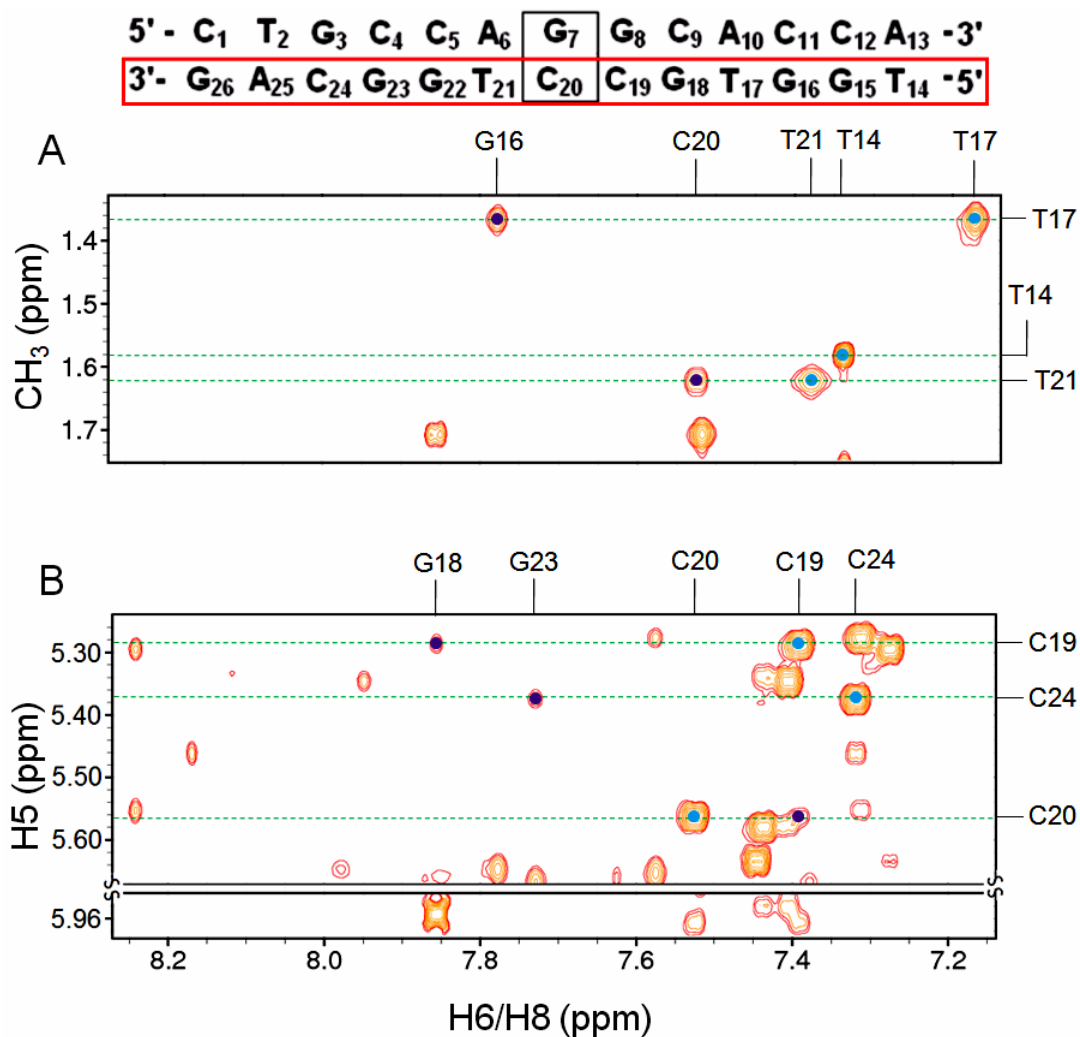 5' - C1 T2 G3 C4 C5 A6 G7 G8 C9 A10 C11 C12 A13 -3'
3'- G26 A25 C24 G23 G22 T21 C20 C19 G18 T17 G16 G15 T14 -5'
A
G16 C20 T21 T14 T17
T17
1.4
1.5
T14
1.6
T21
1.7
CH3 (ppm)
B
G18 G23 C20 C19 C24
C19
5.30
C24
5.40
5.50
C20
5.60
5.96
H5 (ppm)
8.2 8.0 7.8 7.6 7.4 7.2
H6/H8 (ppm)